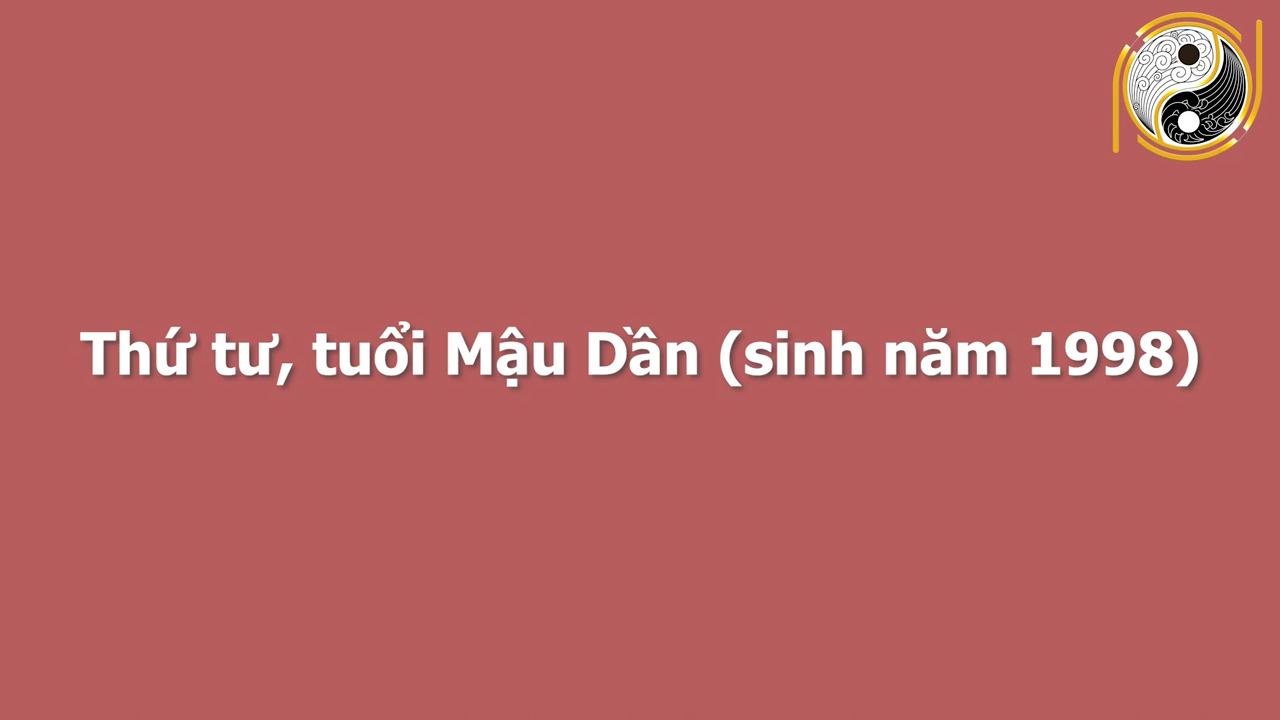 Thứ tư, tuổi Mậu Dần (sinh năm 1998)